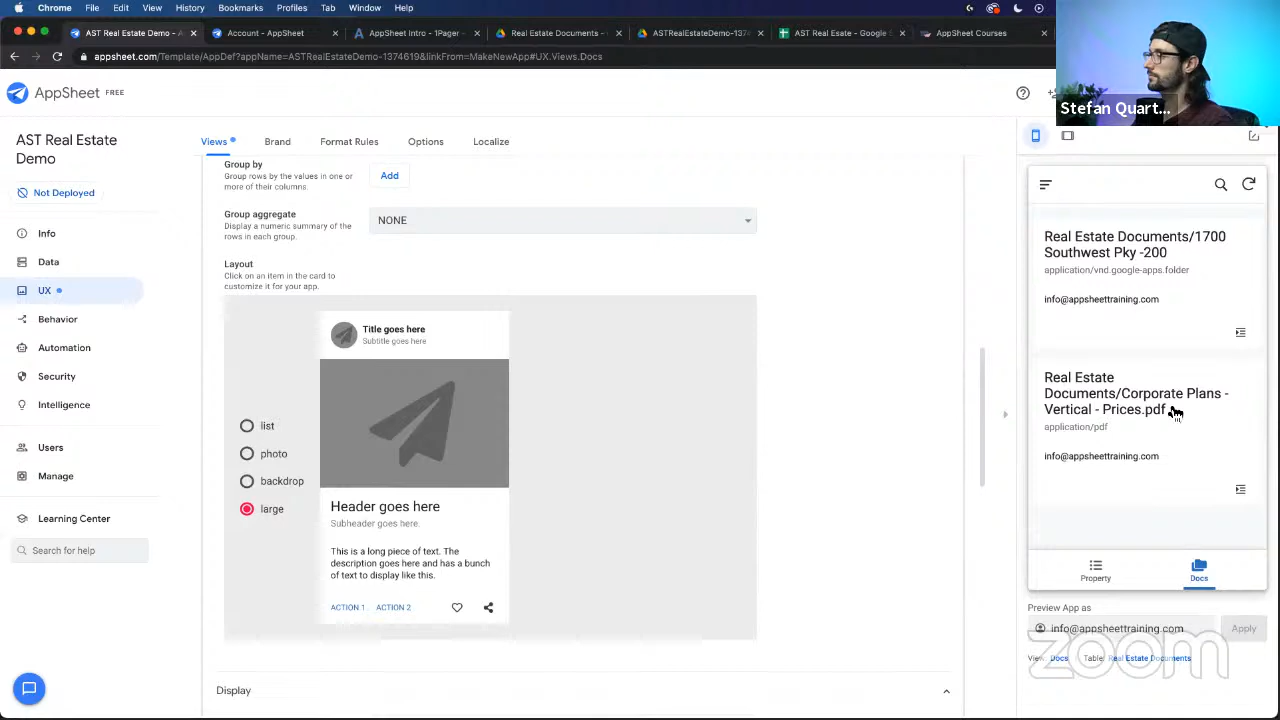 Chrome File Edit View History Bookmarks Profiles Tab Window Help
AST Real Estate Demo - A
Account - AppSheet
AppSheet Intro - 1Pager -
Real Estate Documents -
ASTRealEstateDemo-137
AST Real Esate - Google S
AppSheet Courses
appsheet.com/Template/AppDef?appName=ASTRealEstateDemo-1374619&linkFrom=MakeNewApp#UX.Views.Docs
Stefan Quart...
AppSheet FREE
AST Real Estate
Demo
Not Deployed
Info
Data
UX
Behavior
Automation
Security
Intelligence
Users
Manage
Learning Center
Search for help
Views
Brand
Format Rules
Options
Localize
Group by
Group rows by the values in one or
more of their columns.
Add
Group aggregate
Display a numeric summary of the
rows in each group.
NONE
Layout
Click on an item in the card to
customize it for your app.
list
photo
backdrop
large
Title goes here
Subtitle goes here
Header goes here
Subheader goes here.
This is a long piece of text. The
description goes here and has a bunch
of text to display like this.
ACTION 1 ACTION 2
Display
Real Estate Documents/1700
Southwest Pky -200
application/vnd.google-apps.folder
info@appsheettraining.com
Real Estate
Documents/Corporate Plans -
Vertical - Prices.pdf
application/pdf
info@appsheettraining.com
Property
Docs
Preview App as
info@appsheettraining.com
Apply
View: Docs Table: Real Estate Documents
zoom